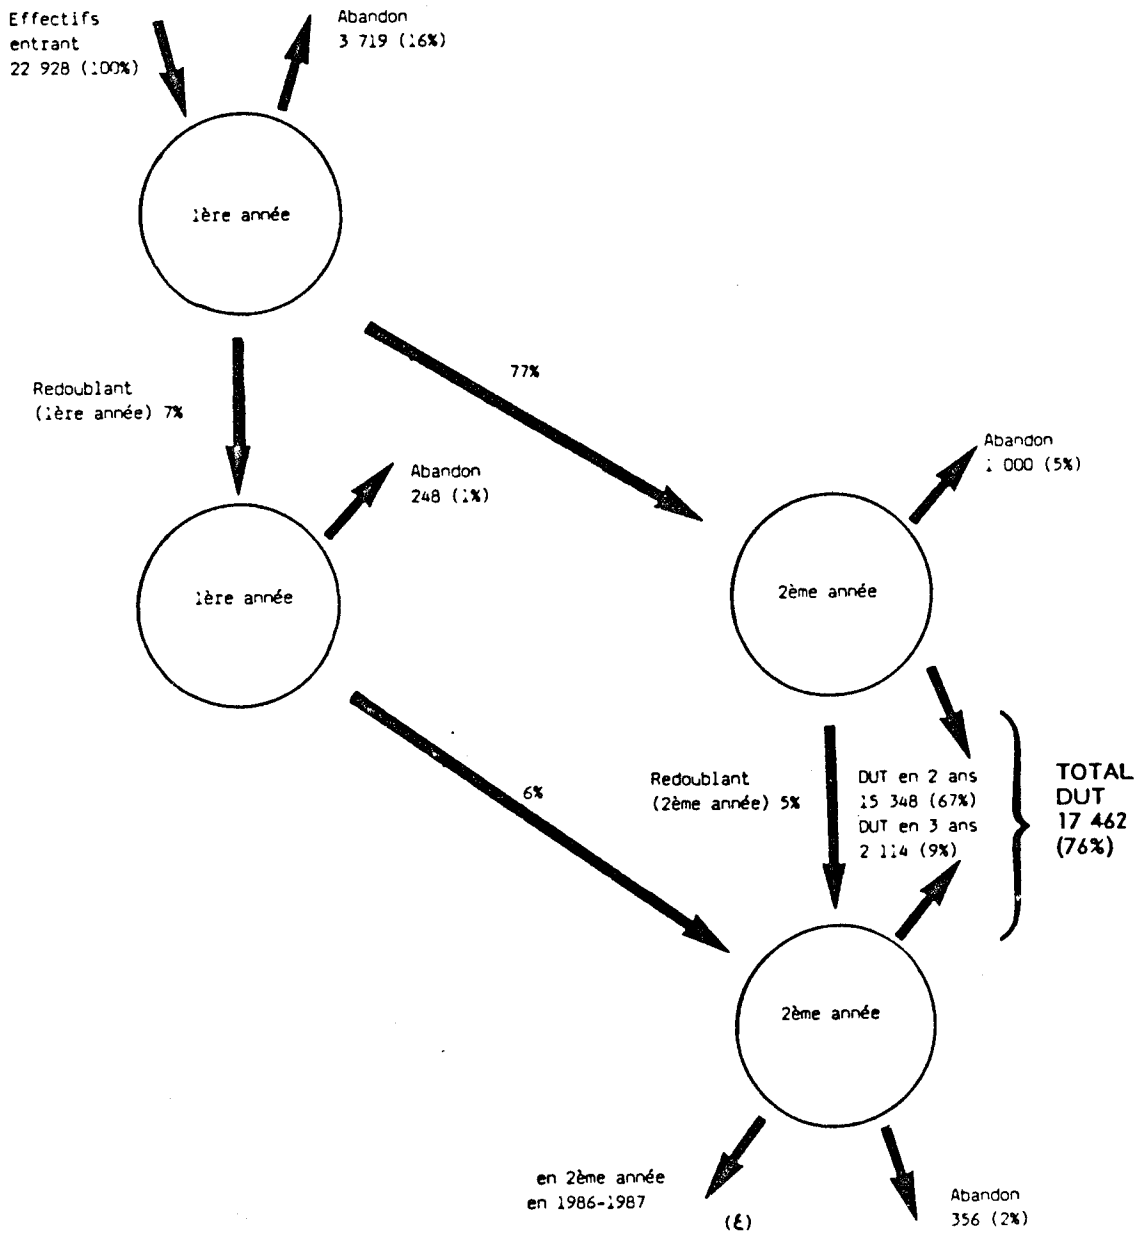 Effectifs
entrant
22 928 (100%)
Abandon
3 719 (16%)
1ère année
77%
Redoublant
(1ère année) 7%
Abandon
248 (1%)
Abandon
1 000 (5%)
1ère année
2ème année
6%
Redoublant
(2ème année) 5%
DUT en 2 ans
15 348 (67%)
DUT en 3 ans
2 114 (9%)
TOTAL
DUT
17 462
(76%)
2ème année
en 2ème année
en 1986-1987
(ε)
Abandon
356 (2%)